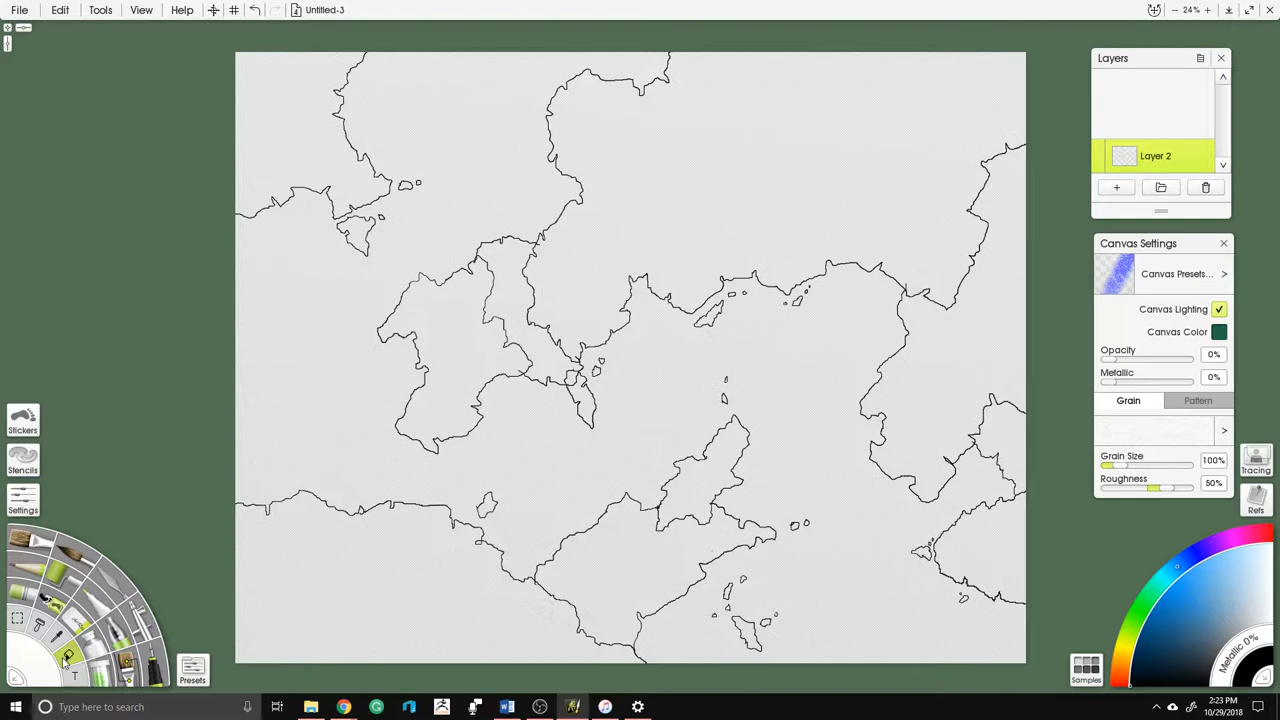 File Edit Tools View Help Untitled-3 24%
Layers
Layer 2
Canvas Settings
Canvas Presets... >
Canvas Lighting
Canvas Color
Opacity 0%
Metallic 0%
Grain Pattern
Grain Size 100%
Roughness 50%
Stickers
Stencils
Settings
T
Presets
Tracing
Refs
Metallic 0%
Samples
Type here to search
2:23 PM
10/29/2018